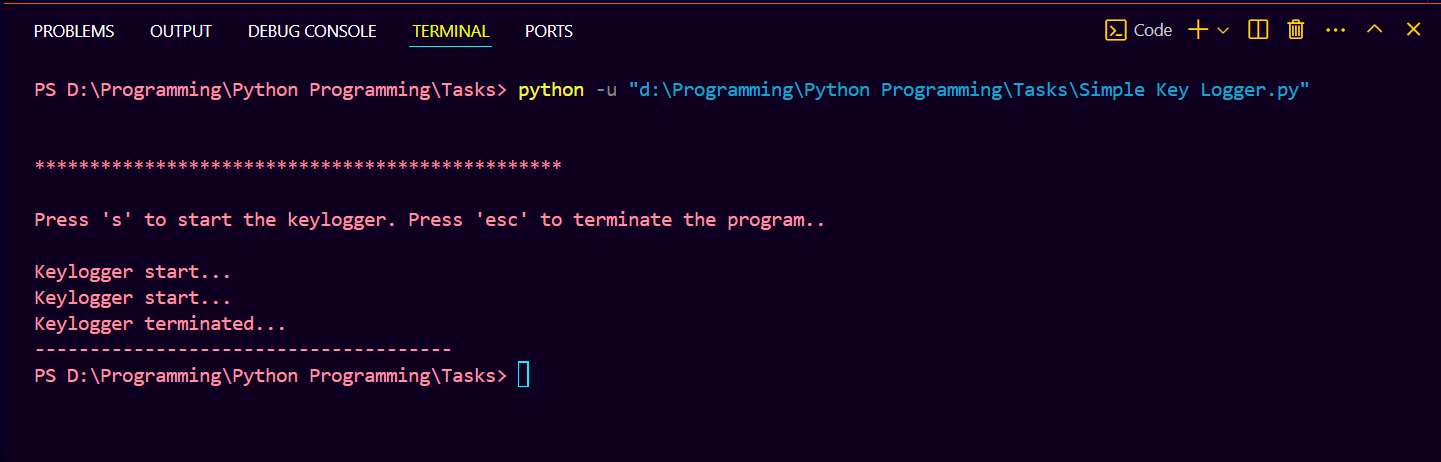 PROBLEMS OUTPUT DEBUG CONSOLE TERMINAL PORTS Code
PS D:\Programming\Python Programming\Tasks> python -u "d:\Programming\Python Programming\Tasks\Simple Key Logger.py"
************************************************
Press 's' to start the keylogger. Press 'esc' to terminate the program..
Keylogger start...
Keylogger start...
Keylogger terminated...
--------------------------------------
PS D:\Programming\Python Programming\Tasks>